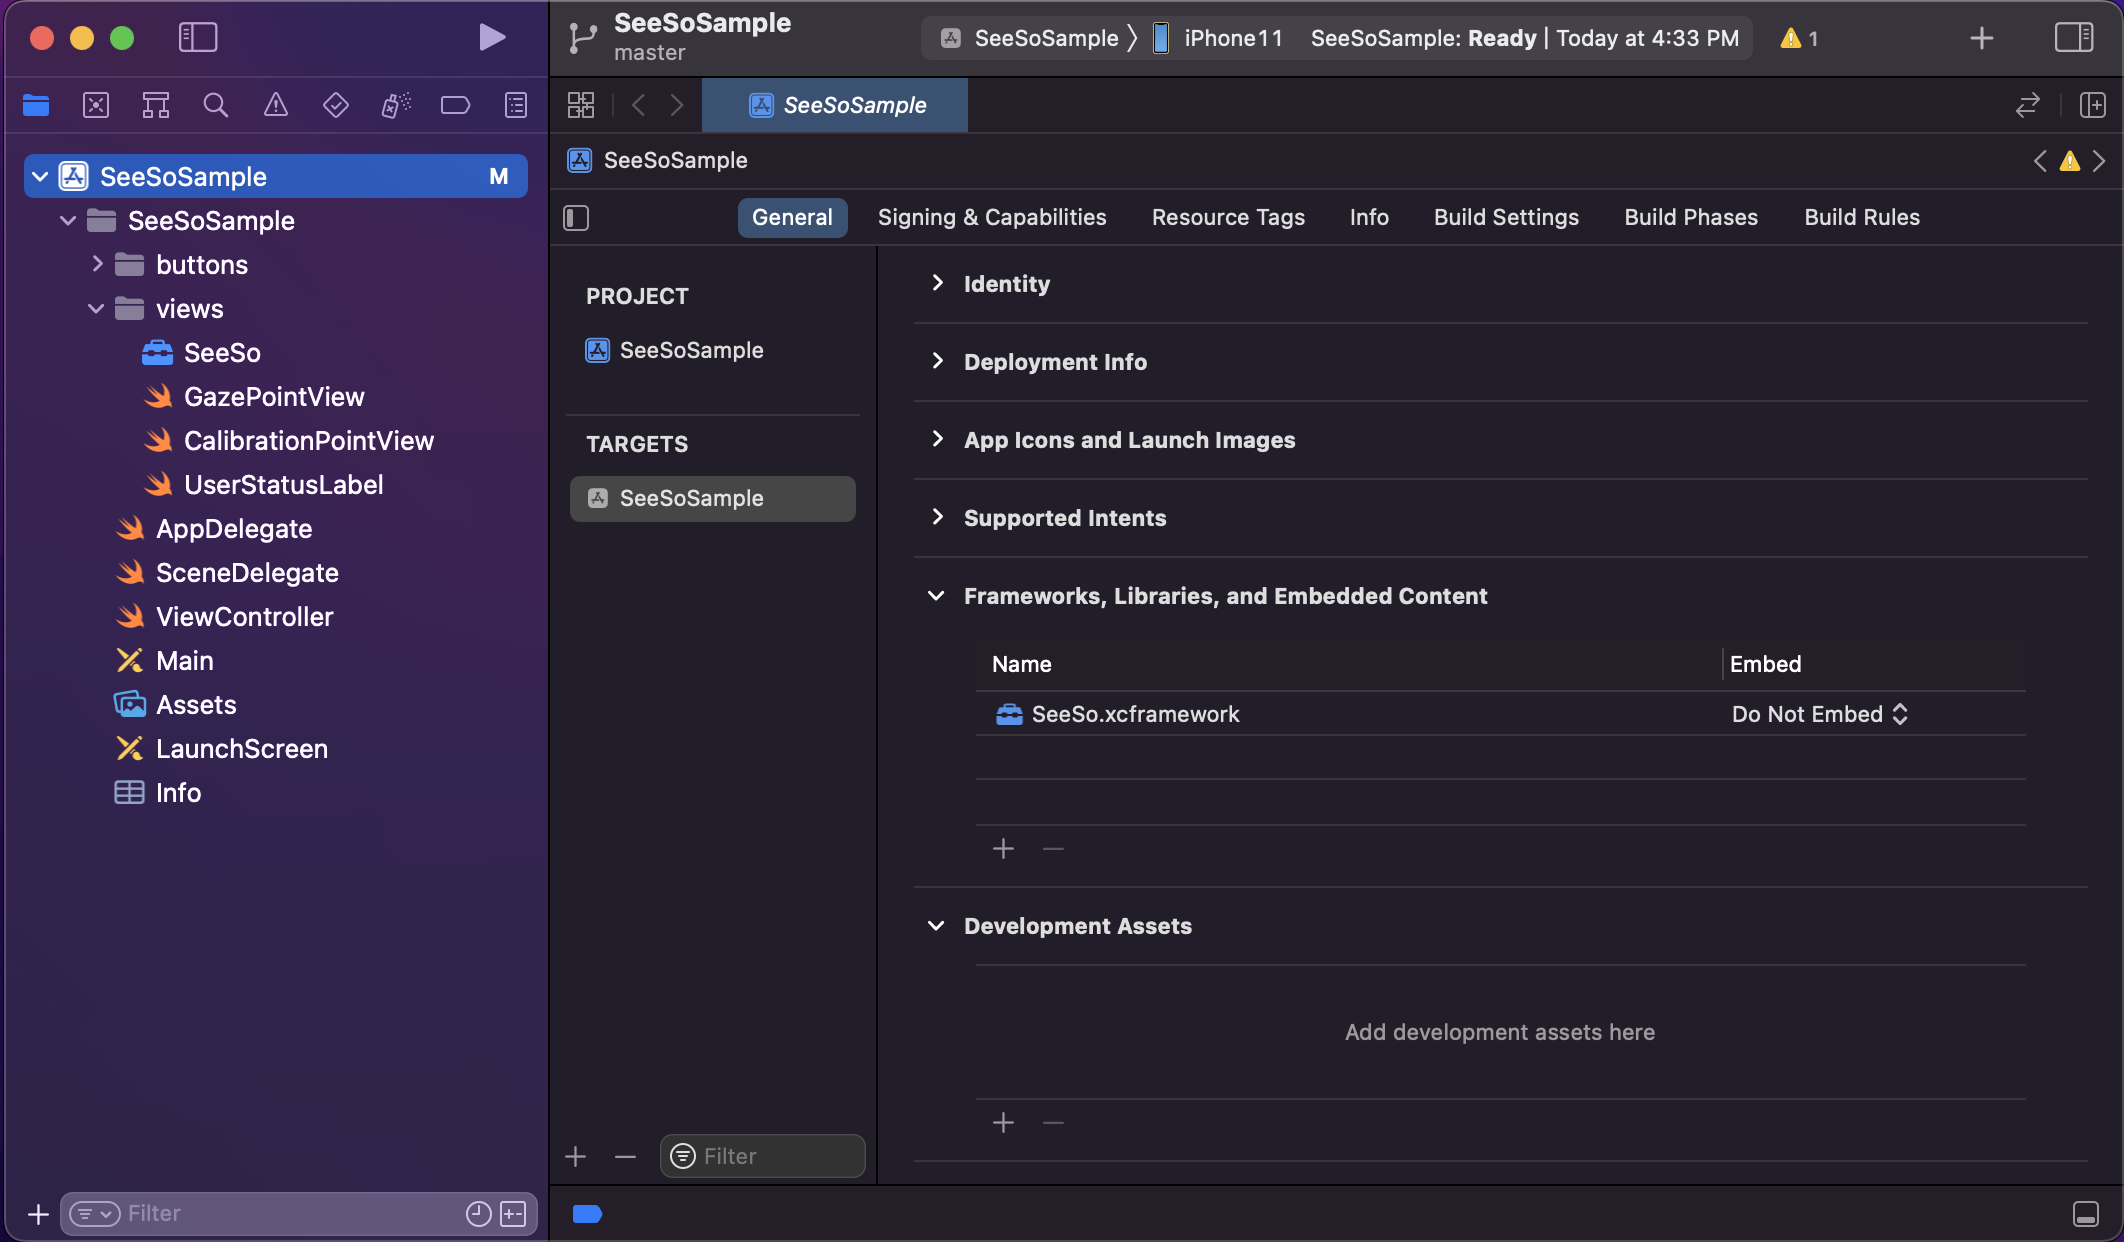 SeeSoSample
master
SeeSoSample 〉 iPhone11 SeeSoSample: Ready | Today at 4:33 PM 1
SeeSoSample
SeeSoSample
SeeSoSample M
SeeSoSample
buttons
views
SeeSo
GazePointView
CalibrationPointView
UserStatusLabel
AppDelegate
SceneDelegate
ViewController
Main
Assets
LaunchScreen
Info
Filter
General Signing & Capabilities Resource Tags Info Build Settings Build Phases Build Rules
PROJECT
SeeSoSample
TARGETS
SeeSoSample
Filter
Identity
Deployment Info
App Icons and Launch Images
Supported Intents
Frameworks, Libraries, and Embedded Content
Name Embed
SeeSo.xcframework Do Not Embed
Development Assets
Add development assets here